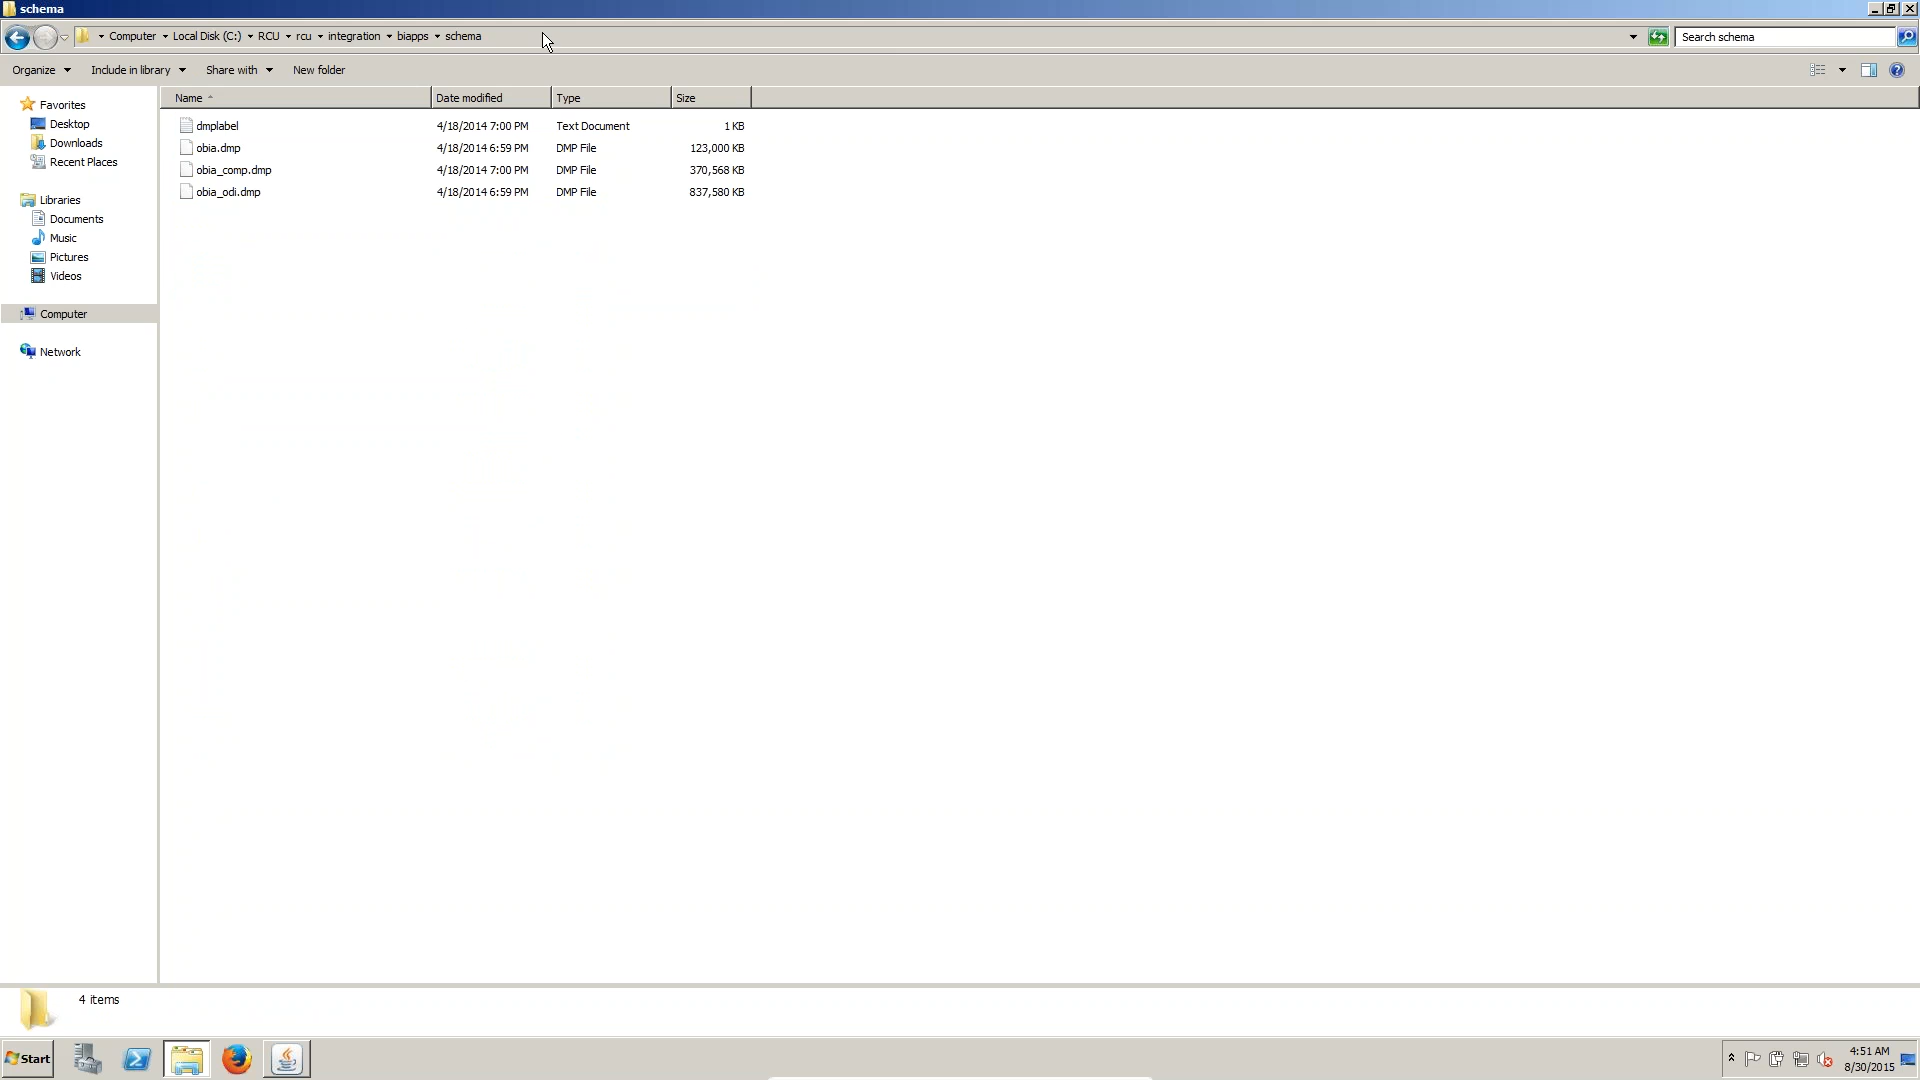 schema
Computer Local Disk (C:) RCU rcu integration biapps schema
Search schema
Organize Include in library Share with New folder
Name Date modified Type Size
Favorites
Desktop
Downloads
Recent Places
Libraries
Documents
Music
Pictures
Videos
Computer
Network
dmplabel 4/18/2014 7:00 PM Text Document 1 KB
obia.dmp 4/18/2014 6:59 PM DMP File 123,000 KB
obia_comp.dmp 4/18/2014 7:00 PM DMP File 370,568 KB
obia_odi.dmp 4/18/2014 6:59 PM DMP File 837,580 KB
4 items
Start
4:51 AM
8/30/2015